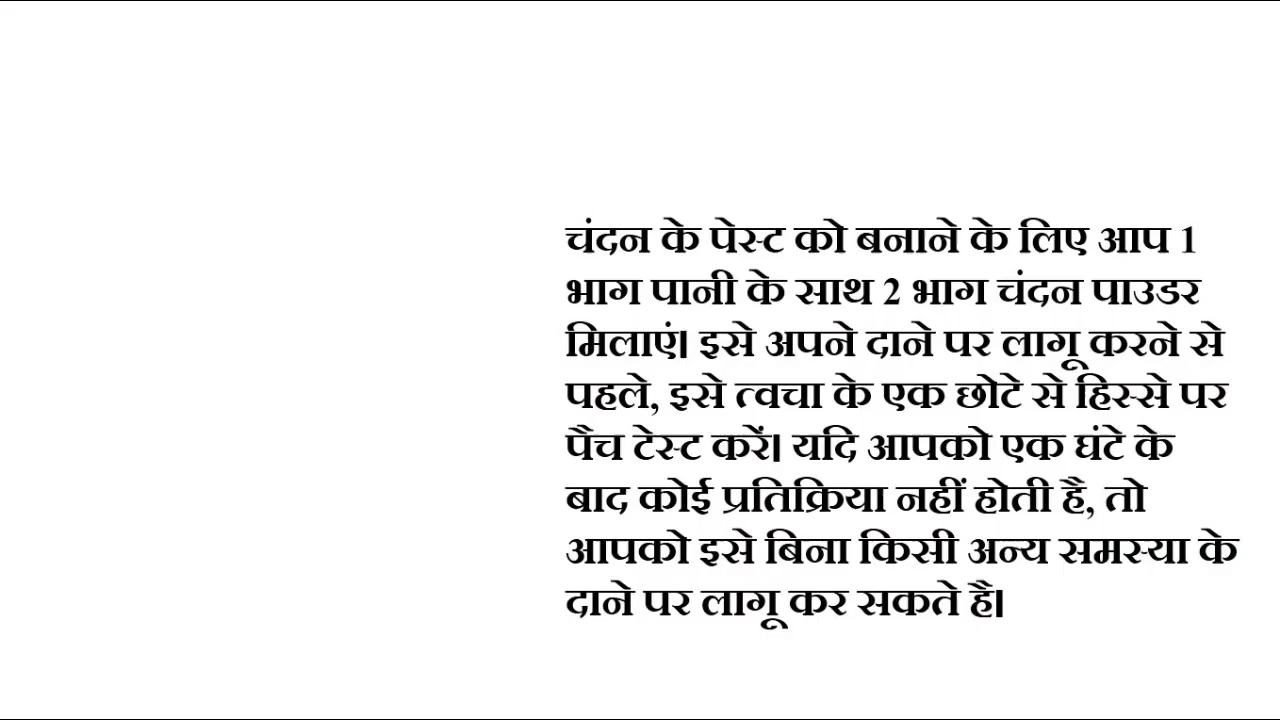 चंदन के पेस्ट को बनाने के लिए आप 1
भाग पानी के साथ 2 भाग चंदन पाउडर
मिलाएं। इसे अपने दाने पर लागू करने से
पहले, इसे त्वचा के एक छोटे से हिस्से पर
पैच टेस्ट करें। यदि आपको एक घंटे के
बाद कोई प्रतिक्रिया नहीं होती है, तो
आपको इसे बिना किसी अन्य समस्या के
दाने पर लागू कर सकते है।